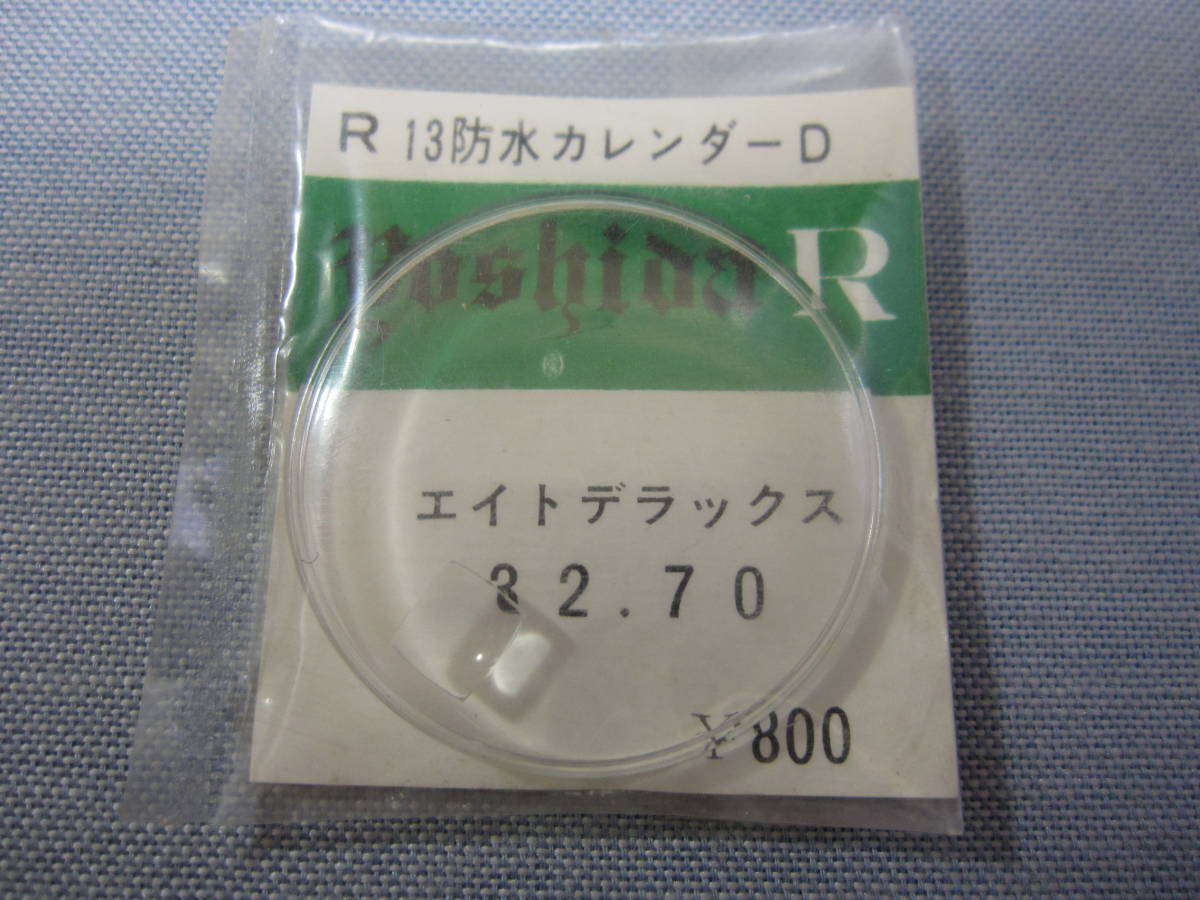 R 13防水カレンダーD
Yoshida R
エイトデラックス
32.70
¥800